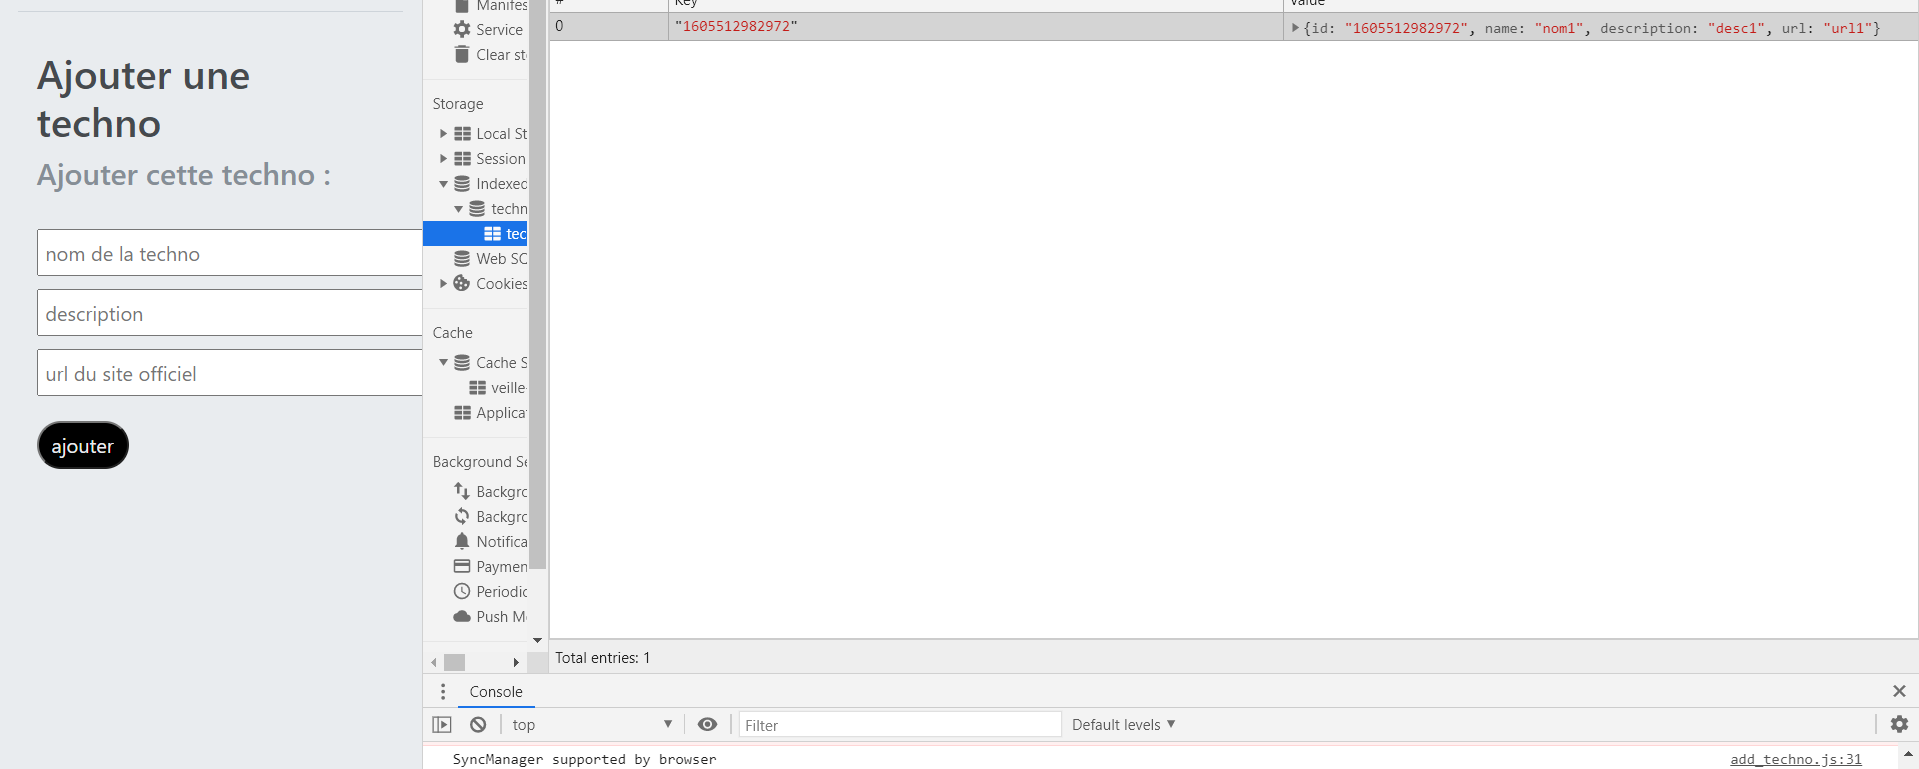 Ajouter une
techno
Ajouter cette techno :
nom de la techno
description
url du site officiel
ajouter
Manifes
Service
Clear st
Storage
Local St
Session
Indexed
techn
tec
Web SQ
Cookies
Cache
Cache S
veille
Applica
Background Se
Backgro
Backgro
Notifica
Paymen
Periodic
Push M
# Key Value
0 "1605512982972" {id: "1605512982972", name: "nom1", description: "desc1", url: "url1"}
Total entries: 1
Console
top Filter Default levels
SyncManager supported by browser add_techno.js:31